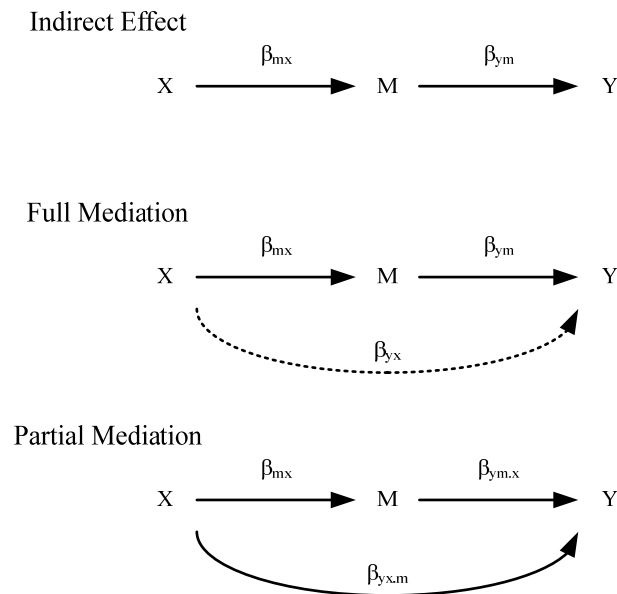 Indirect Effect
βmx βym
X M Y
Full Mediation
βmx βym
X M Y
βyx
Partial Mediation
βmx βym.x
X M Y
βyx.m